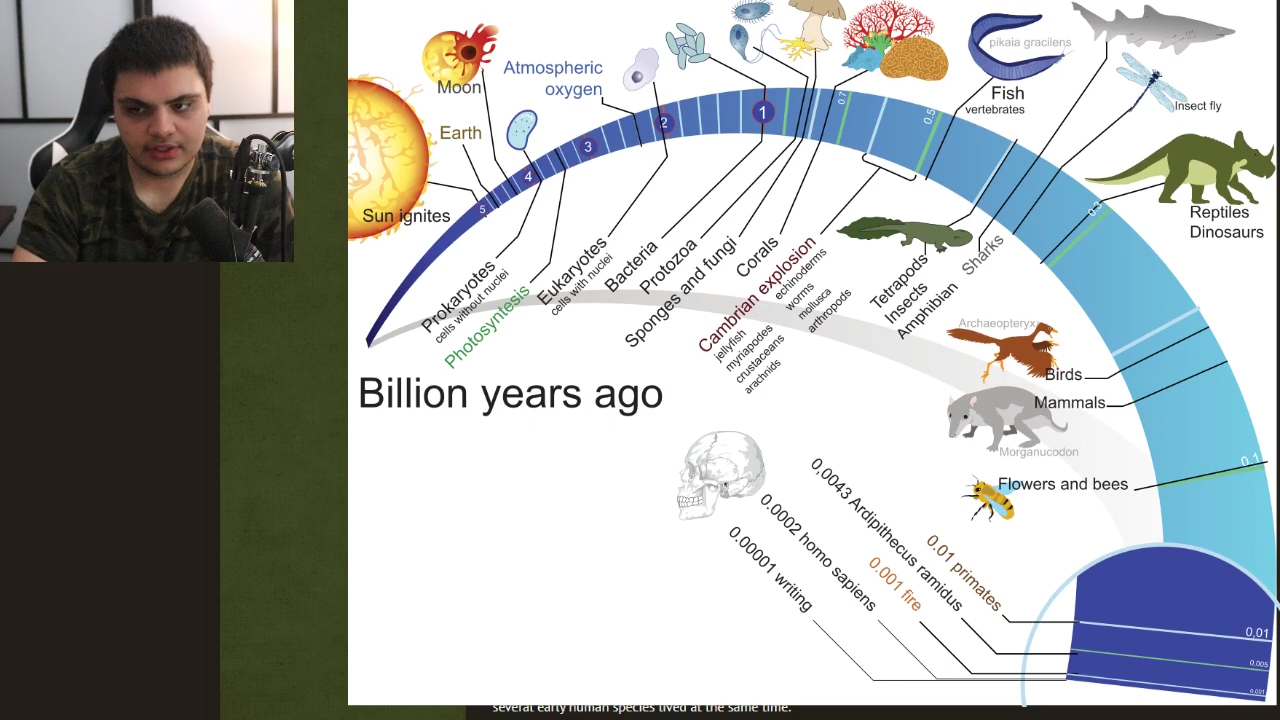 Moon
Atmospheric
oxygen
Earth
Sun ignites
5
4
3
2
1
0.7
0.5
0.3
0.1
pikaia gracilens
Fish
vertebrates
Insect fly
Reptiles
Dinosaurs
Prokaryotes
cells without nuclei
Photosyntesis
Eukaryotes
cells with nuclei
Bacteria
Protozoa
Sponges and fungi
Corals
Cambrian explosion
echinoderms
worms
mollusca
arthropods
jellyfish
myriapodes
crustaceans
arachnids
Tetrapods
Insects
Amphibian
Sharks
Archaeopteryx
Birds
Mammals
Morganucodon
Flowers and bees
Billion years ago
0,0043 Ardipithecus ramidus
0.01 primates
0.0002 homo sapiens
0.001 fire
0.00001 writing
0,01
0,005
0,001
several early human species lived at the same time.